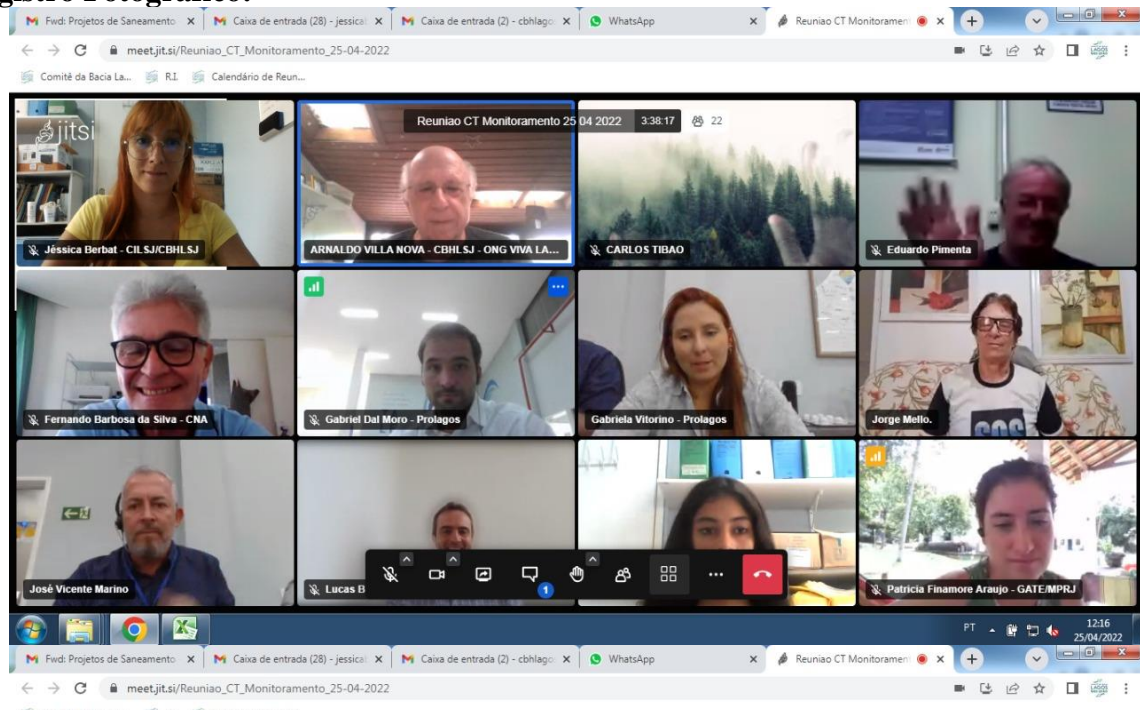 gistro Fotográfico:
Fwd: Projetos de Saneamento
Caixa de entrada (28) - jessica
Caixa de entrada (2) - cbhlago
WhatsApp
Reuniao CT Monitoramen
meet.jit.si/Reuniao_CT_Monitoramento_25-04-2022
Comitê da Bacia La...
R.I.
Calendário de Reun...
jitsi
Reuniao CT Monitoramento 25 04 2022 3:38:17 22
Jéssica Berbat - CILSJ/CBHLSJ
ARNALDO VILLA NOVA - CBHLSJ - ONG VIVA LA...
CARLOS TIBAO
Eduardo Pimenta
Fernando Barbosa da Silva - CNA
Gabriel Dal Moro - Prolagos
Gabriela Vitorino - Prolagos
Jorge Mello.
José Vicente Marino
Lucas B
1
Patricia Finamore Araujo - GATE/MPRJ
PT
12:16
25/04/2022
Fwd: Projetos de Saneamento
Caixa de entrada (28) - jessica
Caixa de entrada (2) - cbhlago
WhatsApp
Reuniao CT Monitoramen
meet.jit.si/Reuniao_CT_Monitoramento_25-04-2022